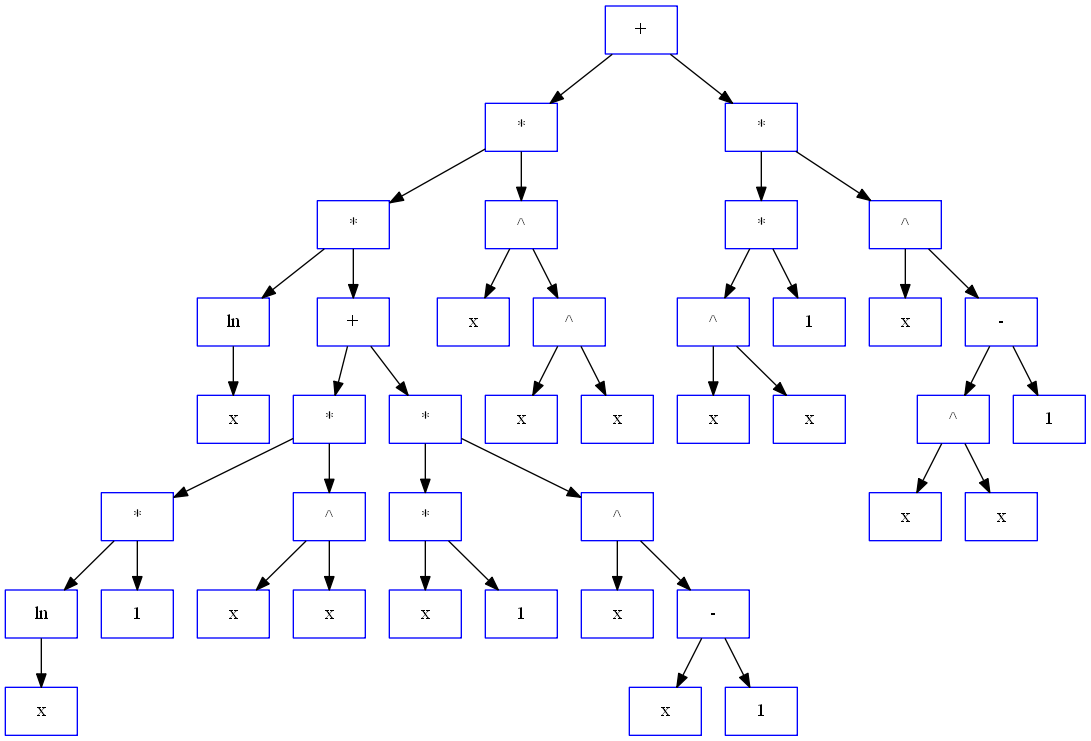 +
* *
* ^ * ^
ln + x ^ ^ 1 x -
x * * x x x x ^ 1
* ^ * ^ x x
ln 1 x x x 1 x -
x x 1